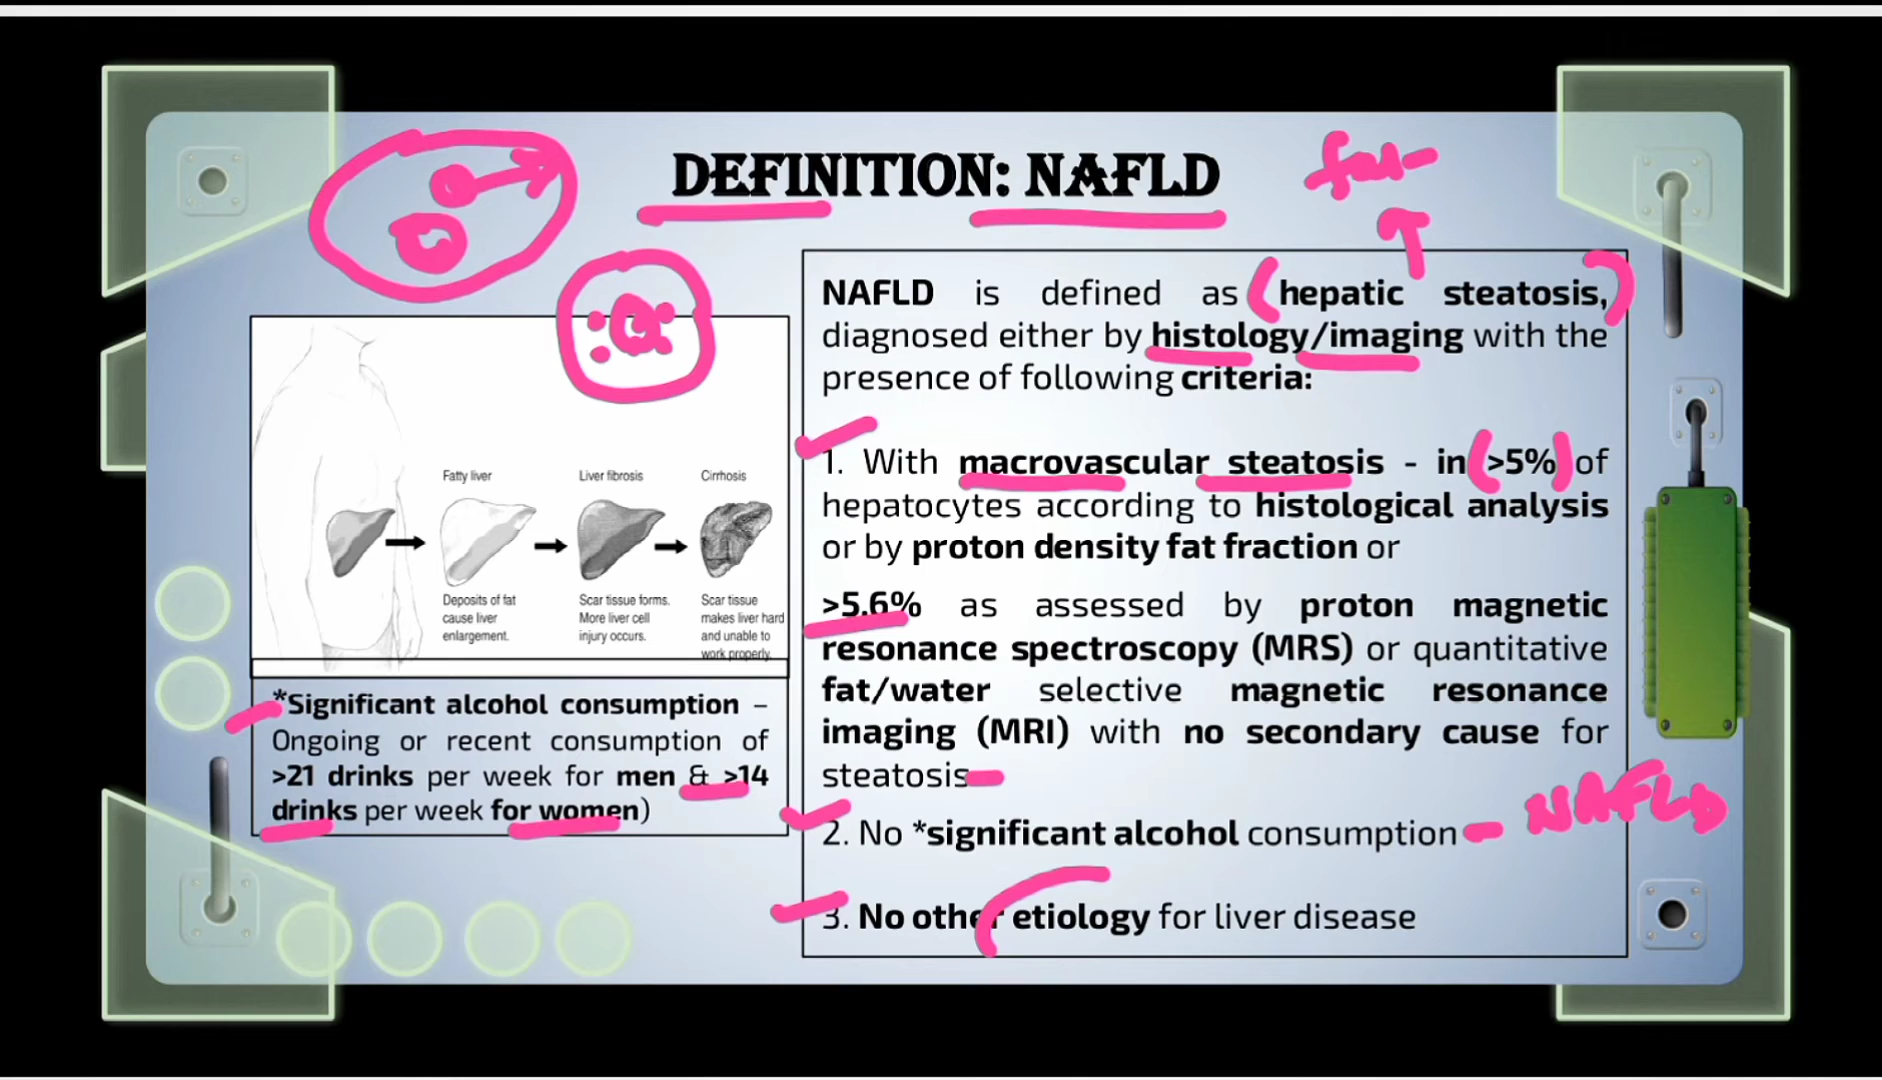 DEFINITION: NAFLD
fat
NAFLD is defined as (hepatic steatosis,)
diagnosed either by histology/imaging with the
presence of following criteria:
1. With macrovascular steatosis - in (>5%) of
hepatocytes according to histological analysis
or by proton density fat fraction or
>5.6% as assessed by proton magnetic
resonance spectroscopy (MRS) or quantitative
fat/water selective magnetic resonance
imaging (MRI) with no secondary cause for
steatosis
2. No *significant alcohol consumption - NAFLD
3. No other etiology for liver disease
Fatty liver
Liver fibrosis
Cirrhosis
Deposits of fat
cause liver
enlargement.
Scar tissue forms.
More liver cell
injury occurs.
Scar tissue
makes liver hard
and unable to
work properly.
*Significant alcohol consumption –
Ongoing or recent consumption of
>21 drinks per week for men & >14
drinks per week for women)